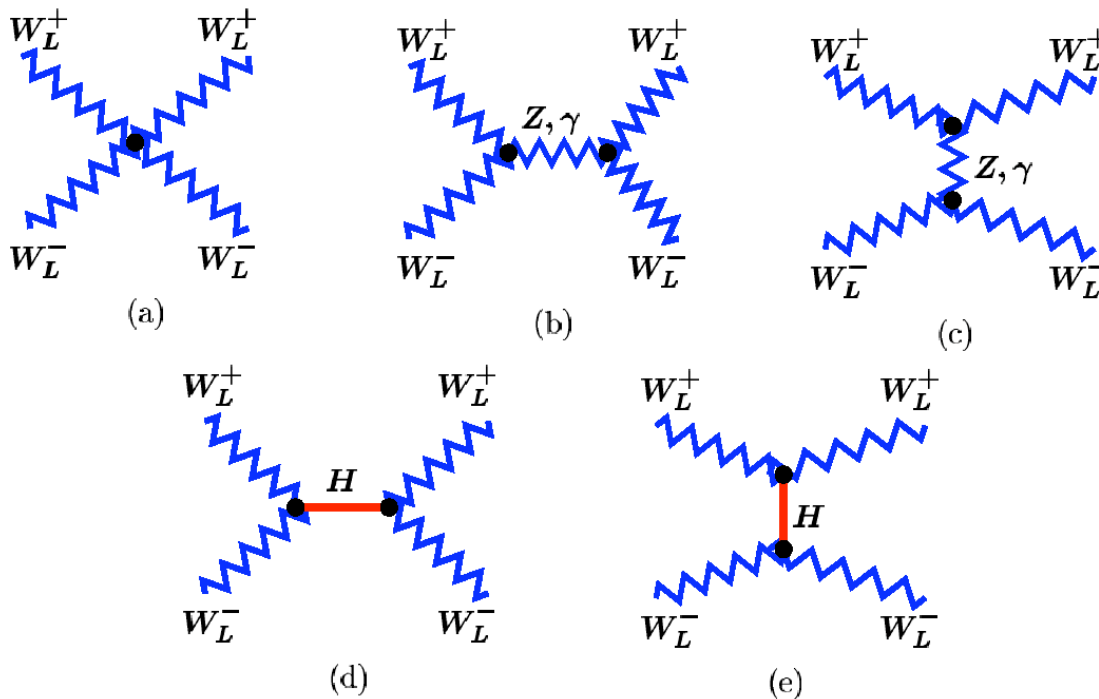 W_L^+ W_L^+
W_L^- W_L^-
(a)
W_L^+ W_L^+
Z, γ
W_L^- W_L^-
(b)
W_L^+ W_L^+
Z, γ
W_L^- W_L^-
(c)
W_L^+ W_L^+
H
W_L^- W_L^-
(d)
W_L^+ W_L^+
H
W_L^- W_L^-
(e)